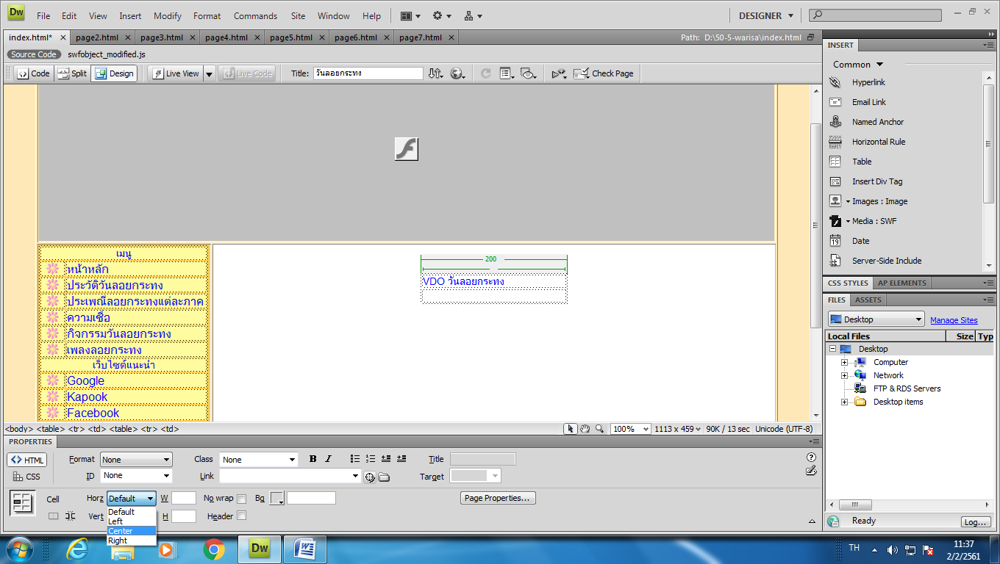 Dw File Edit View Insert Modify Format Commands Site Window Help DESIGNER
index.html* page2.html page3.html page4.html page5.html page6.html page7.html Path: D:\50-5-warisa\index.html
Source Code swfobject_modified.js
Code Split Design Live View Live Code Title: วันลอยกระทง Check Page
200
VDO วันลอยกระทง
เมนู
หน้าหลัก
ประวัติวันลอยกระทง
ประเพณีลอยกระทงแต่ละภาค
ความเชื่อ
กิจกรรมวันลอยกระทง
เพลงลอยกระทง
เว็บไซต์แนะนำ
Google
Kapook
Facebook
<body> <table> <tr> <td> <table> <tr> <td> 100% 1113 x 459 90K / 13 sec Unicode (UTF-8)
PROPERTIES
HTML Format None Class None B I Title
CSS ID None Link Target
Cell Horz Default W No wrap Bg Page Properties...
Vert H Header
Default
Left
Center
Right
INSERT
Common
Hyperlink
Email Link
Named Anchor
Horizontal Rule
Table
Insert Div Tag
Images : Image
Media : SWF
19 Date
Server-Side Include
CSS STYLES AP ELEMENTS
FILES ASSETS
Desktop Manage Sites
Local Files Size Typ
Desktop
Computer
Network
FTP & RDS Servers
Desktop items
Ready Log...
Dw W TH 11:37
2/2/2561